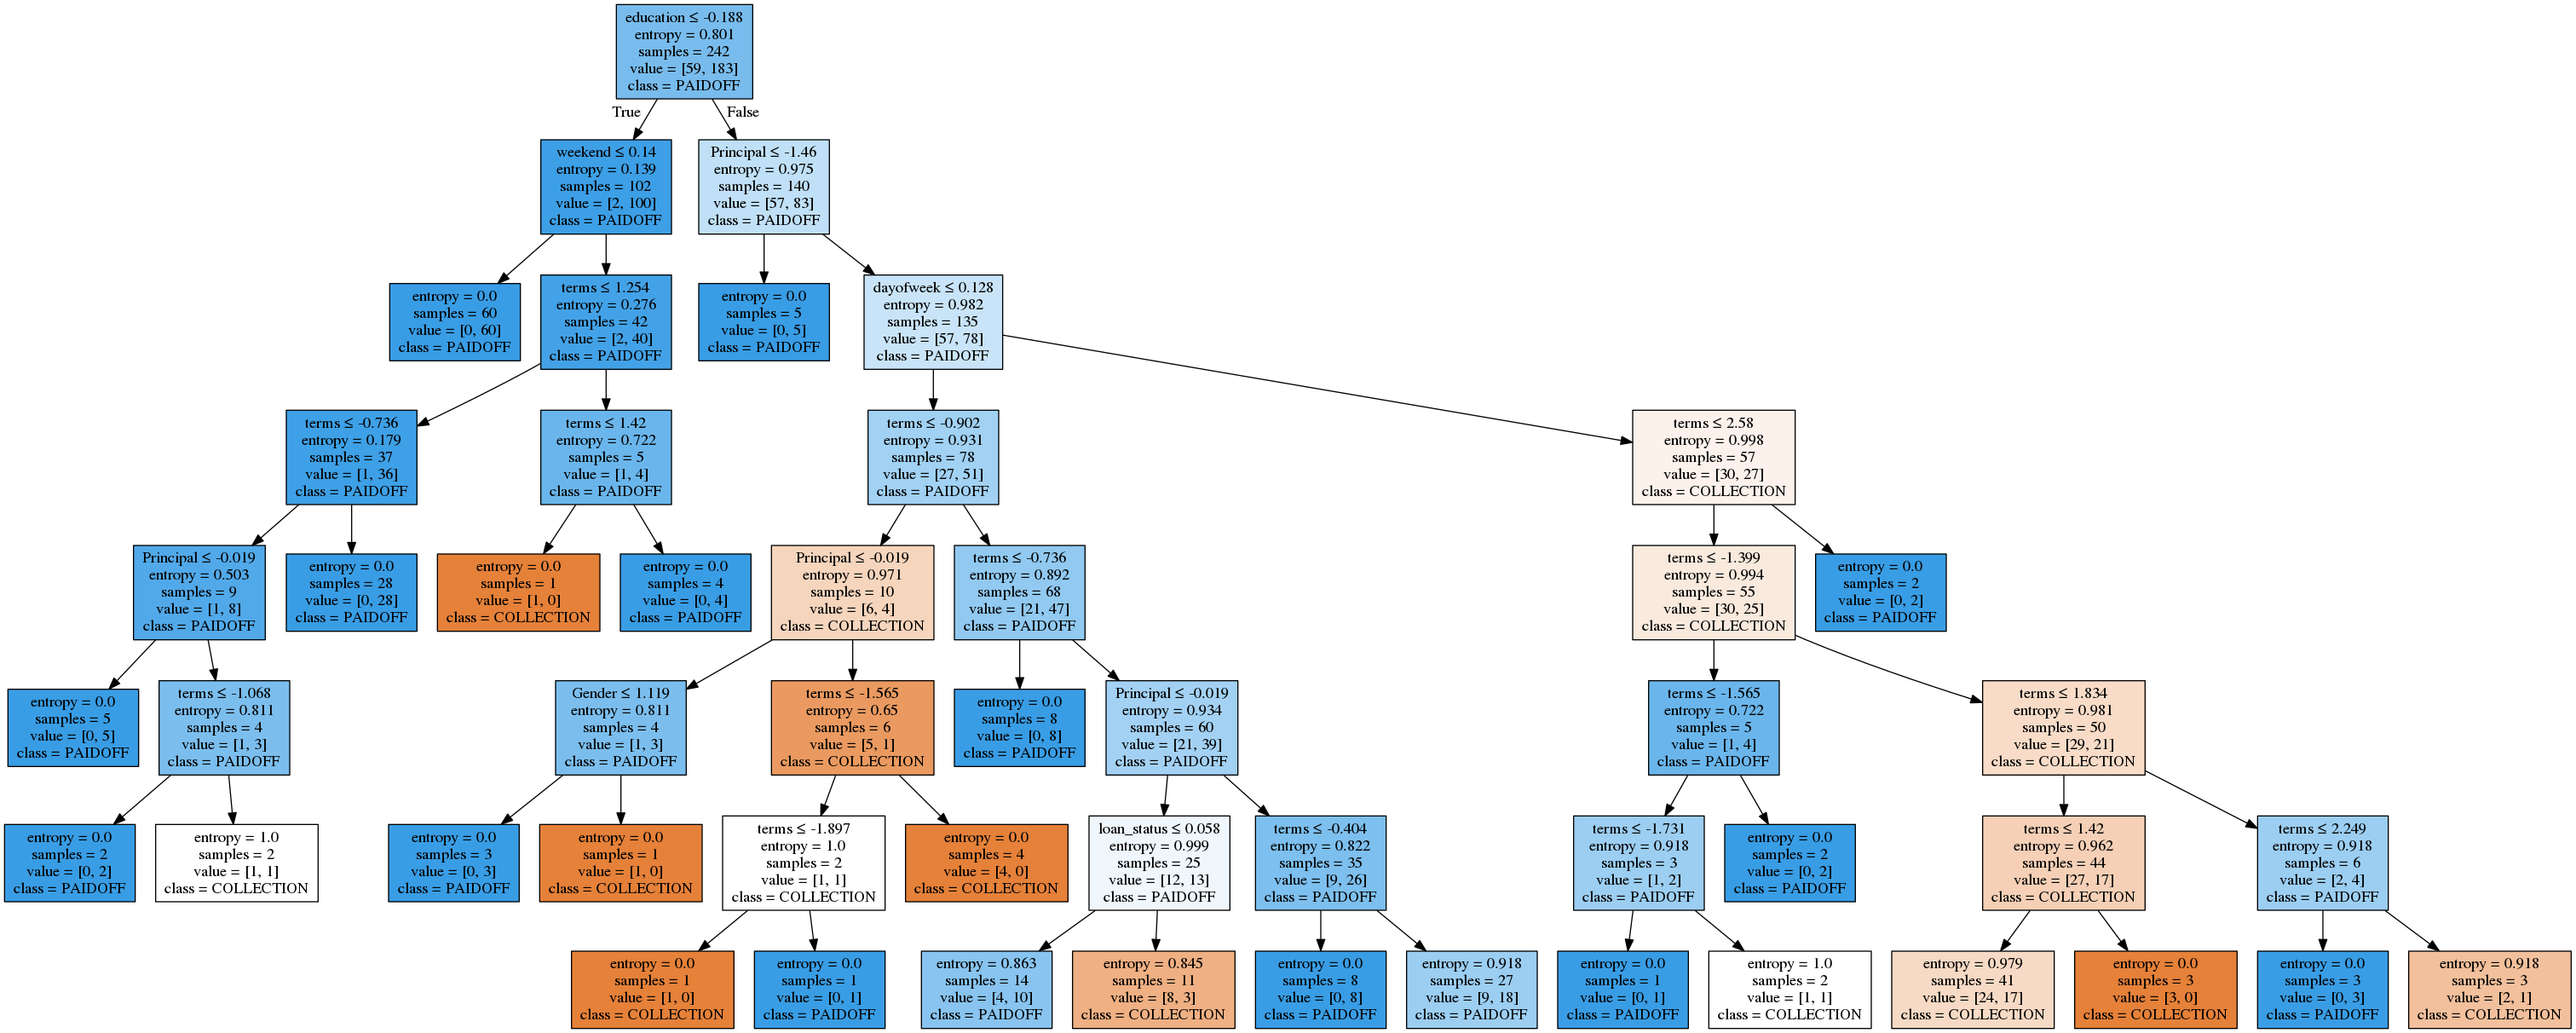 education ≤ -0.188
entropy = 0.801
samples = 242
value = [59, 183]
class = PAIDOFF
True
False
weekend ≤ 0.14
entropy = 0.139
samples = 102
value = [2, 100]
class = PAIDOFF
Principal ≤ -1.46
entropy = 0.975
samples = 140
value = [57, 83]
class = PAIDOFF
entropy = 0.0
samples = 60
value = [0, 60]
class = PAIDOFF
terms ≤ 1.254
entropy = 0.276
samples = 42
value = [2, 40]
class = PAIDOFF
entropy = 0.0
samples = 5
value = [0, 5]
class = PAIDOFF
dayofweek ≤ 0.128
entropy = 0.982
samples = 135
value = [57, 78]
class = PAIDOFF
terms ≤ -0.736
entropy = 0.179
samples = 37
value = [1, 36]
class = PAIDOFF
terms ≤ 1.42
entropy = 0.722
samples = 5
value = [1, 4]
class = PAIDOFF
terms ≤ -0.902
entropy = 0.931
samples = 78
value = [27, 51]
class = PAIDOFF
terms ≤ 2.58
entropy = 0.998
samples = 57
value = [30, 27]
class = COLLECTION
Principal ≤ -0.019
entropy = 0.503
samples = 9
value = [1, 8]
class = PAIDOFF
entropy = 0.0
samples = 28
value = [0, 28]
class = PAIDOFF
entropy = 0.0
samples = 1
value = [1, 0]
class = COLLECTION
entropy = 0.0
samples = 4
value = [0, 4]
class = PAIDOFF
Principal ≤ -0.019
entropy = 0.971
samples = 10
value = [6, 4]
class = COLLECTION
terms ≤ -0.736
entropy = 0.892
samples = 68
value = [21, 47]
class = PAIDOFF
terms ≤ -1.399
entropy = 0.994
samples = 55
value = [30, 25]
class = COLLECTION
entropy = 0.0
samples = 2
value = [0, 2]
class = PAIDOFF
entropy = 0.0
samples = 5
value = [0, 5]
class = PAIDOFF
terms ≤ -1.068
entropy = 0.811
samples = 4
value = [1, 3]
class = PAIDOFF
Gender ≤ 1.119
entropy = 0.811
samples = 4
value = [1, 3]
class = PAIDOFF
terms ≤ -1.565
entropy = 0.65
samples = 6
value = [5, 1]
class = COLLECTION
entropy = 0.0
samples = 8
value = [0, 8]
class = PAIDOFF
Principal ≤ -0.019
entropy = 0.934
samples = 60
value = [21, 39]
class = PAIDOFF
terms ≤ -1.565
entropy = 0.722
samples = 5
value = [1, 4]
class = PAIDOFF
terms ≤ 1.834
entropy = 0.981
samples = 50
value = [29, 21]
class = COLLECTION
entropy = 0.0
samples = 2
value = [0, 2]
class = PAIDOFF
entropy = 1.0
samples = 2
value = [1, 1]
class = COLLECTION
entropy = 0.0
samples = 3
value = [0, 3]
class = PAIDOFF
entropy = 0.0
samples = 1
value = [1, 0]
class = COLLECTION
terms ≤ -1.897
entropy = 1.0
samples = 2
value = [1, 1]
class = COLLECTION
entropy = 0.0
samples = 4
value = [4, 0]
class = COLLECTION
loan_status ≤ 0.058
entropy = 0.999
samples = 25
value = [12, 13]
class = PAIDOFF
terms ≤ -0.404
entropy = 0.822
samples = 35
value = [9, 26]
class = PAIDOFF
terms ≤ -1.731
entropy = 0.918
samples = 3
value = [1, 2]
class = PAIDOFF
entropy = 0.0
samples = 2
value = [0, 2]
class = PAIDOFF
terms ≤ 1.42
entropy = 0.962
samples = 44
value = [27, 17]
class = COLLECTION
terms ≤ 2.249
entropy = 0.918
samples = 6
value = [2, 4]
class = PAIDOFF
entropy = 0.0
samples = 1
value = [1, 0]
class = COLLECTION
entropy = 0.0
samples = 1
value = [0, 1]
class = PAIDOFF
entropy = 0.863
samples = 14
value = [4, 10]
class = PAIDOFF
entropy = 0.845
samples = 11
value = [8, 3]
class = COLLECTION
entropy = 0.0
samples = 8
value = [0, 8]
class = PAIDOFF
entropy = 0.918
samples = 27
value = [9, 18]
class = PAIDOFF
entropy = 0.0
samples = 1
value = [0, 1]
class = PAIDOFF
entropy = 1.0
samples = 2
value = [1, 1]
class = COLLECTION
entropy = 0.979
samples = 41
value = [24, 17]
class = COLLECTION
entropy = 0.0
samples = 3
value = [3, 0]
class = COLLECTION
entropy = 0.0
samples = 3
value = [0, 3]
class = PAIDOFF
entropy = 0.918
samples = 3
value = [2, 1]
class = COLLECTION